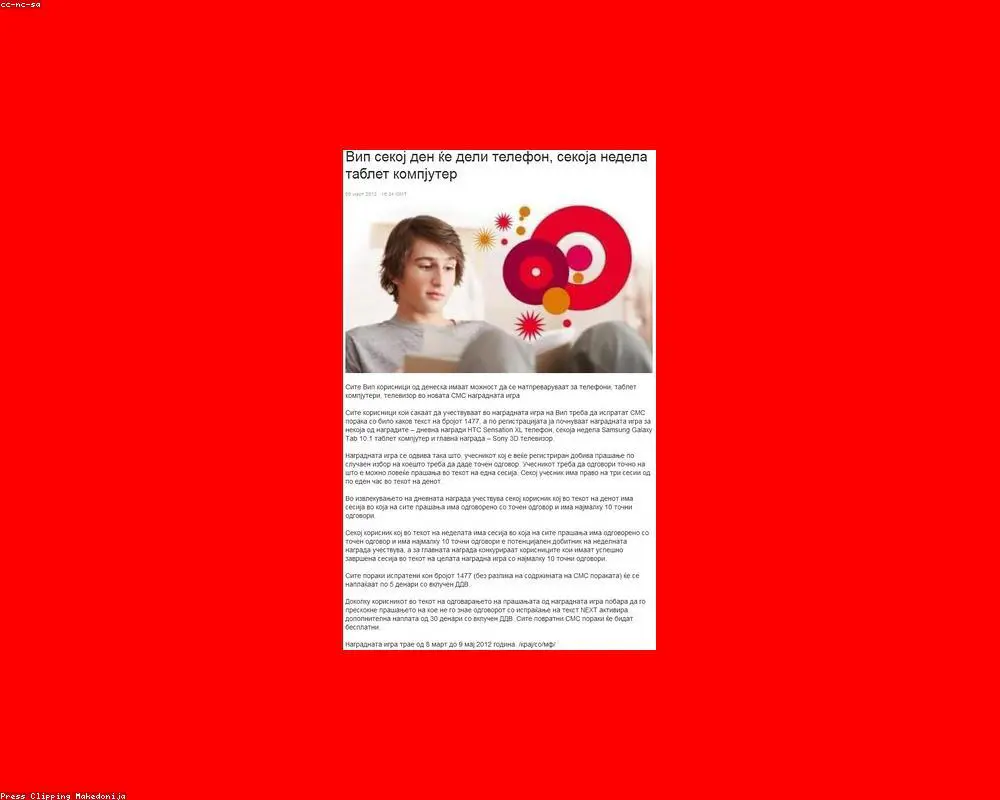 cc-nc-sa
Вип секој ден ќе дели телефон, секоја недела
таблет компјутер
Сите Вип корисници од денеска имаат можност да се натпреваруваат за телефони, таблет
компјутери, телевизор во новата СМС наградната игра
Сите корисници кои сакаат да учествуваат во наградната игра на Вип треба да испратат СМС
порака со било каков текст на бројот 1477, а по регистрацијата ја почнуваат наградната игра за
некоја од наградите – дневна награди HTC Sensation XL телефон, секоја недела Samsung Galaxy
Tab 10.1 таблет компјутер и главна награда – Sony 3D телевизор.
Наградната игра се одвива така што, учесникот кој е веќе регистриран добива прашање по
случаен избор на коешто треба да даде точен одговор. Учесникот треба да одговори точно на
што е можно повеќе прашања во текот на една сесија. Секој учесник има право на три сесии од
по еден час во текот на денот.
Во извлекувањето на дневната награда учествува секој корисник кој во текот на денот има
сесија во која на сите прашања има одговорено со точен одговор и има најмалку 10 точни
одговори.
Секој корисник кој во текот на неделата има сесија во која на сите прашања има одговорено со
точен одговор и има најмалку 10 точни одговори е потенцијален добитник на неделната
награда учествува, а за главната награда конкурираат корисниците кои имаат успешно
завршена сесија во текот на целата наградна игра со најмалку 10 точни одговори.
Сите пораки испратени кон бројот 1477 (без разлика на содржината на СМС пораката) ќе се
наплаќаат по 5 денари со вклучен ДДВ.
Доколку корисникот во текот на одговарањето на прашањата од наградната игра побара да го
прескокне прашањето на кое не го знае одговорот со испраќање на текст NEXT активира
дополнителна наплата од 30 денари со вклучен ДДВ. Сите повратни СМС пораки ќе бидат
бесплатни.
Наградната игра трае од 8 март до 9 мај 2012 година. /крај/со/мф/
Press Clipping Makedonija